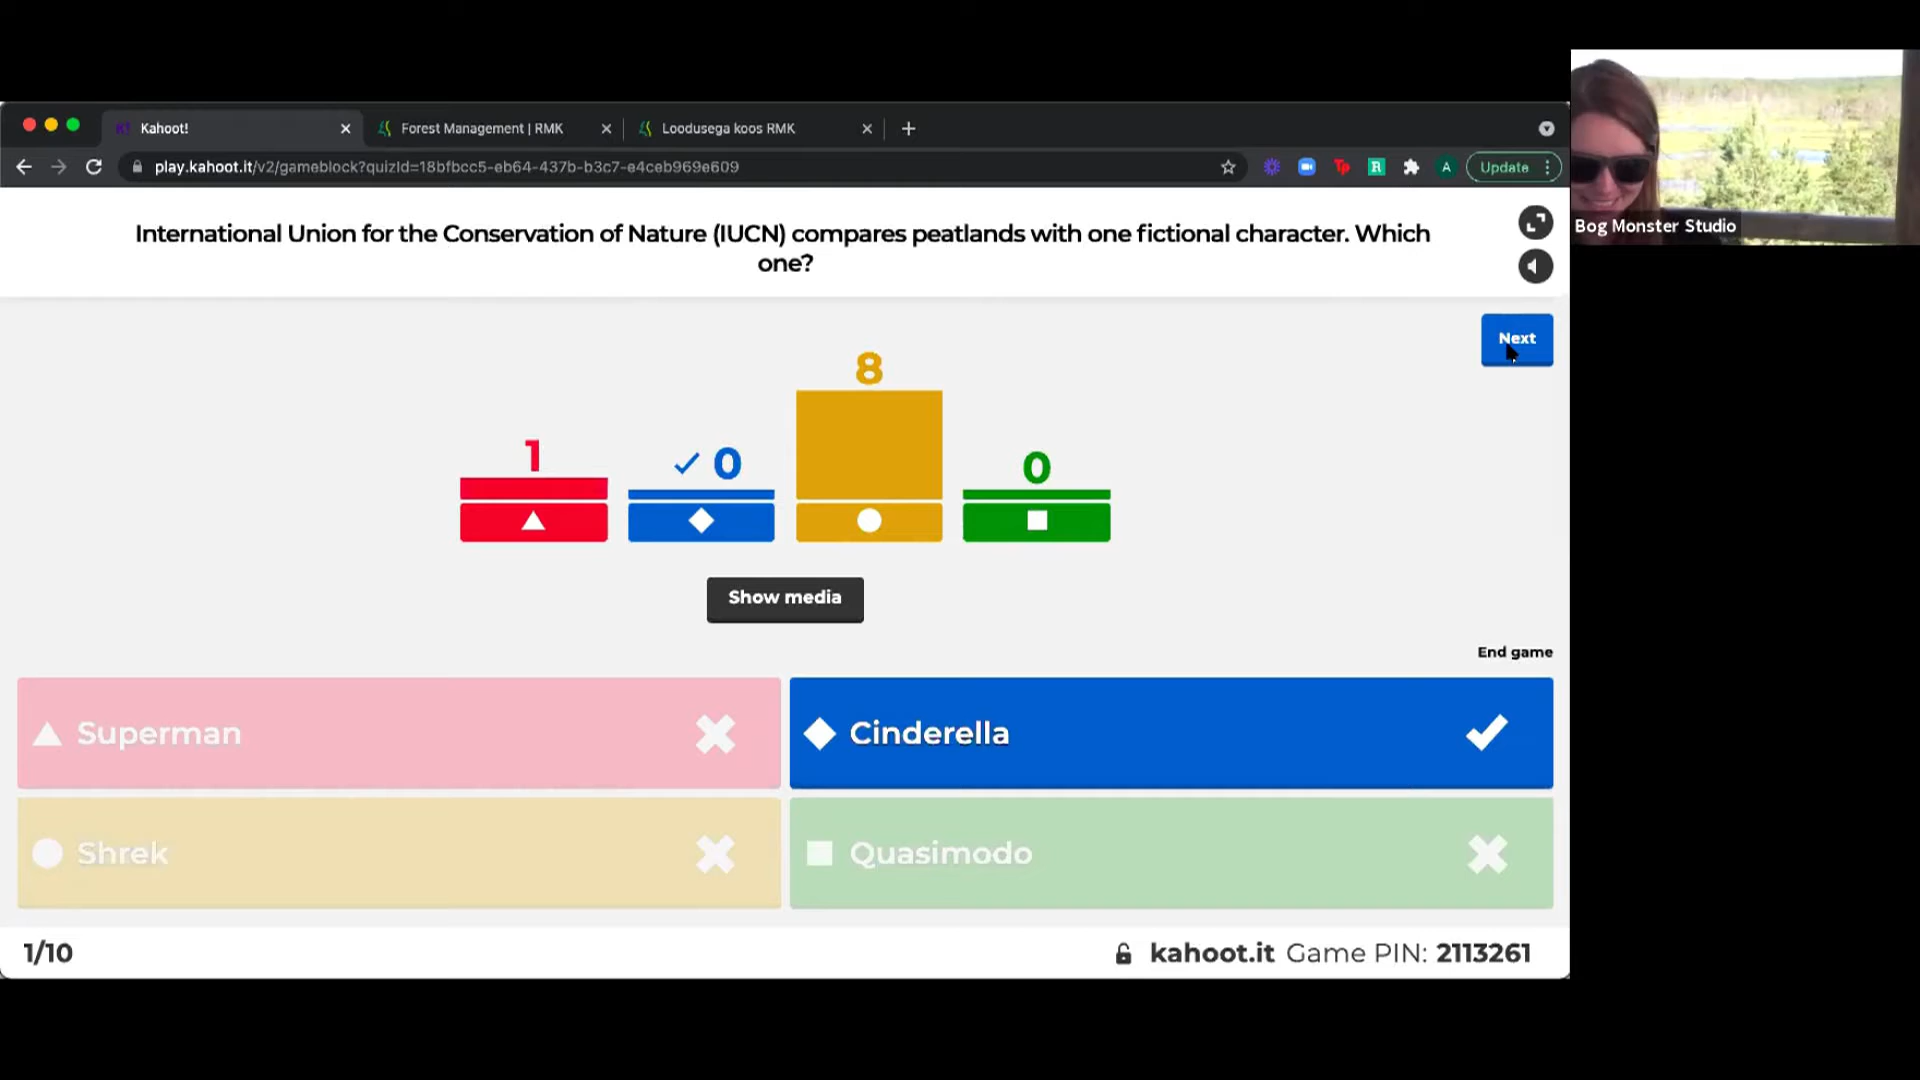 Kahoot!
Forest Management | RMK
Loodusega koos RMK
play.kahoot.it/v2/gameblock?quizId=18bfbcc5-eb64-437b-b3c7-e4ceb969e609
Tp
R
A
Update
International Union for the Conservation of Nature (IUCN) compares peatlands with one fictional character. Which
one?
Bog Monster Studio
Next
8
1
0
0
Show media
End game
Superman
Cinderella
Shrek
Quasimodo
1/10
kahoot.it Game PIN: 2113261